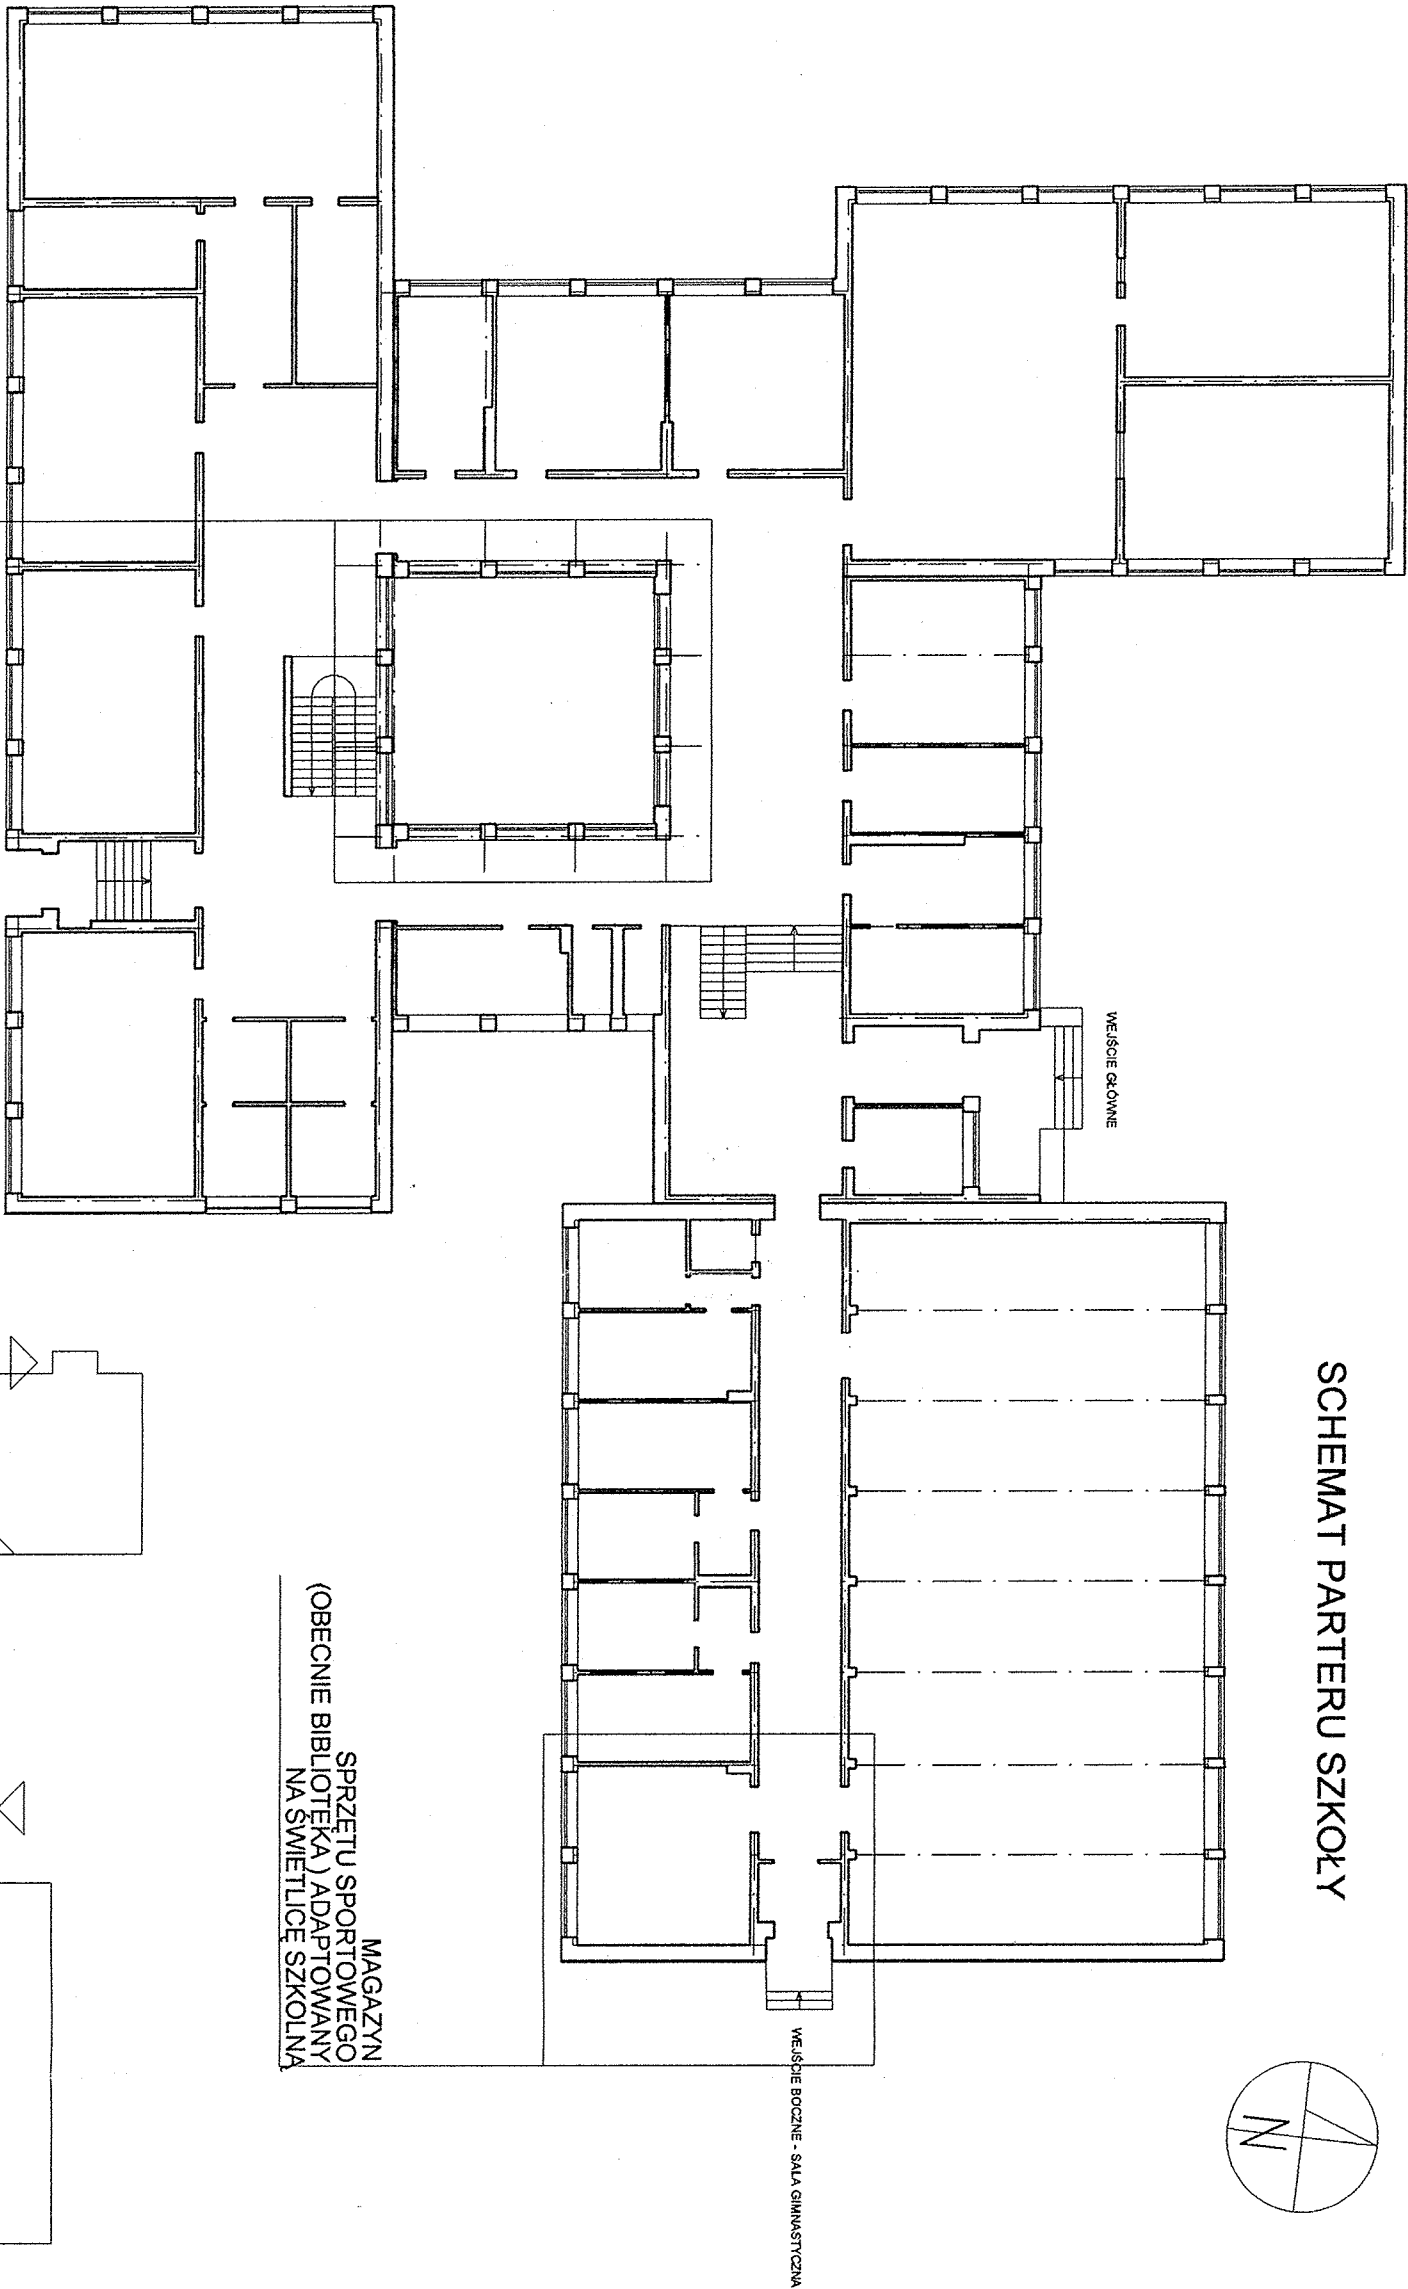 SCHEMAT PARTERU SZKOŁY
WEJŚCIE GŁÓWNE
N
WEJŚCIE BOCZNE - SALA GIMNASTYCZNA
MAGAZYN
SPRZĘTU SPORTOWEGO
(OBECNIE BIBLIOTEKA ) ADAPTOWANY
NA ŚWIETLICĘ SZKOLNĄ